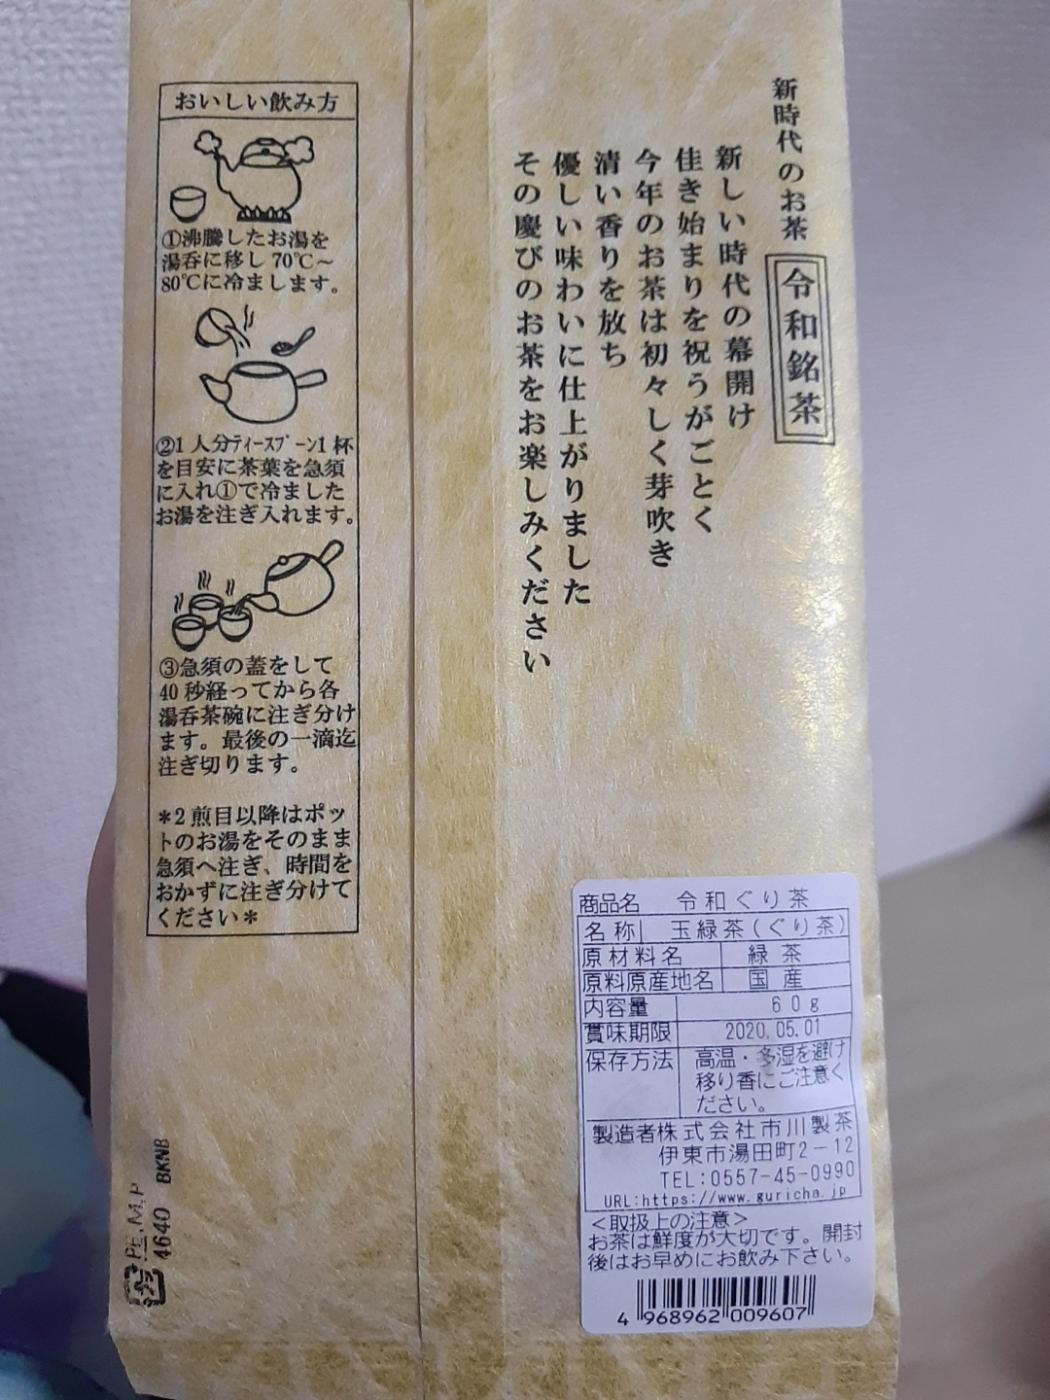 新時代のお茶 令和銘茶
新しい時代の幕開け
佳き始まりを祝うがごとく
今年のお茶は初々しく芽吹き
清い香りを放ち
優しい味わいに仕上がりました
その慶びのお茶をお楽しみください
おいしい飲み方
①沸騰したお湯を
湯呑に移し 70℃～
80℃に冷まします。
②1 人分ティースプーン1 杯
を目安に茶葉を急須
に入れ①で冷ました
お湯を注ぎ入れます。
③急須の蓋をして
40 秒経ってから各
湯呑茶碗に注ぎ分け
ます。最後の一滴迄
注ぎ切ります。
＊2 煎目以降はポッ
トのお湯をそのまま
急須へ注ぎ、時間を
おかずに注ぎ分けて
ください＊
商品名 令和ぐり茶
名称 玉緑茶(ぐり茶)
原材料名 緑茶
原料原産地名 国産
内容量 60g
賞味期限 2020.05.01
保存方法 高温・多湿を避け
移り香にご注意く
ださい。
製造者株式会社市川製茶
伊東市湯田町2－12
TEL:0557-45-0990
URL:https://www.guricha.jp
＜取扱上の注意＞
お茶は鮮度が大切です。開封
後はお早めにお飲み下さい。
4 968962 009607
PE.M.P
4640 BKNB